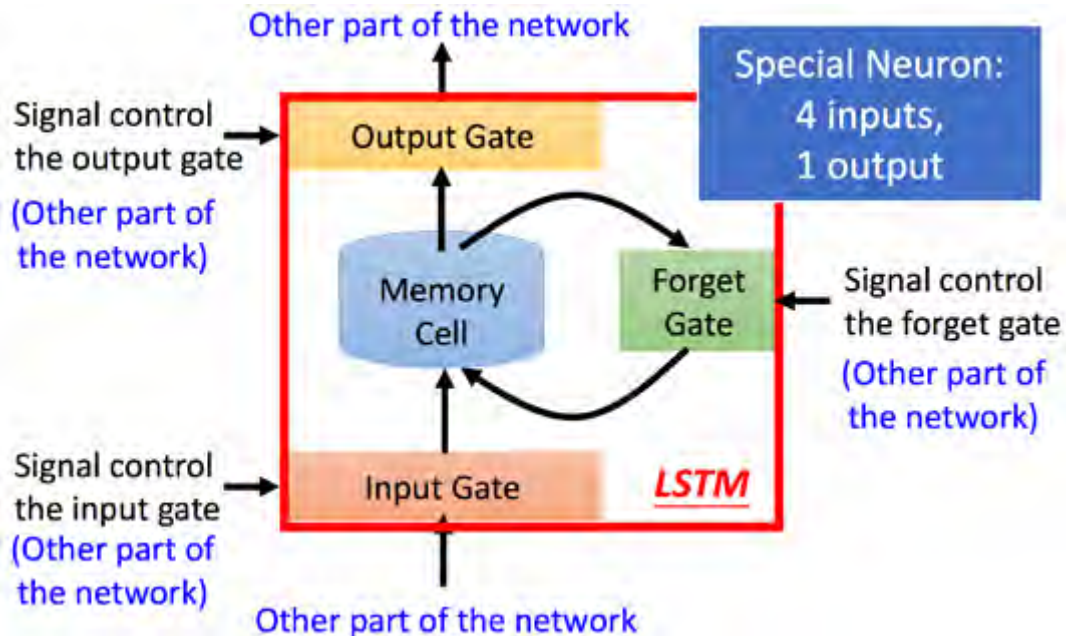 Other part of the network
Special Neuron:
4 inputs,
1 output
Signal control
the output gate
(Other part of
the network)
Output Gate
Memory
Cell
Forget
Gate
Signal control
the forget gate
(Other part of
the network)
Signal control
the input gate
(Other part of
the network)
Input Gate
LSTM
Other part of the network